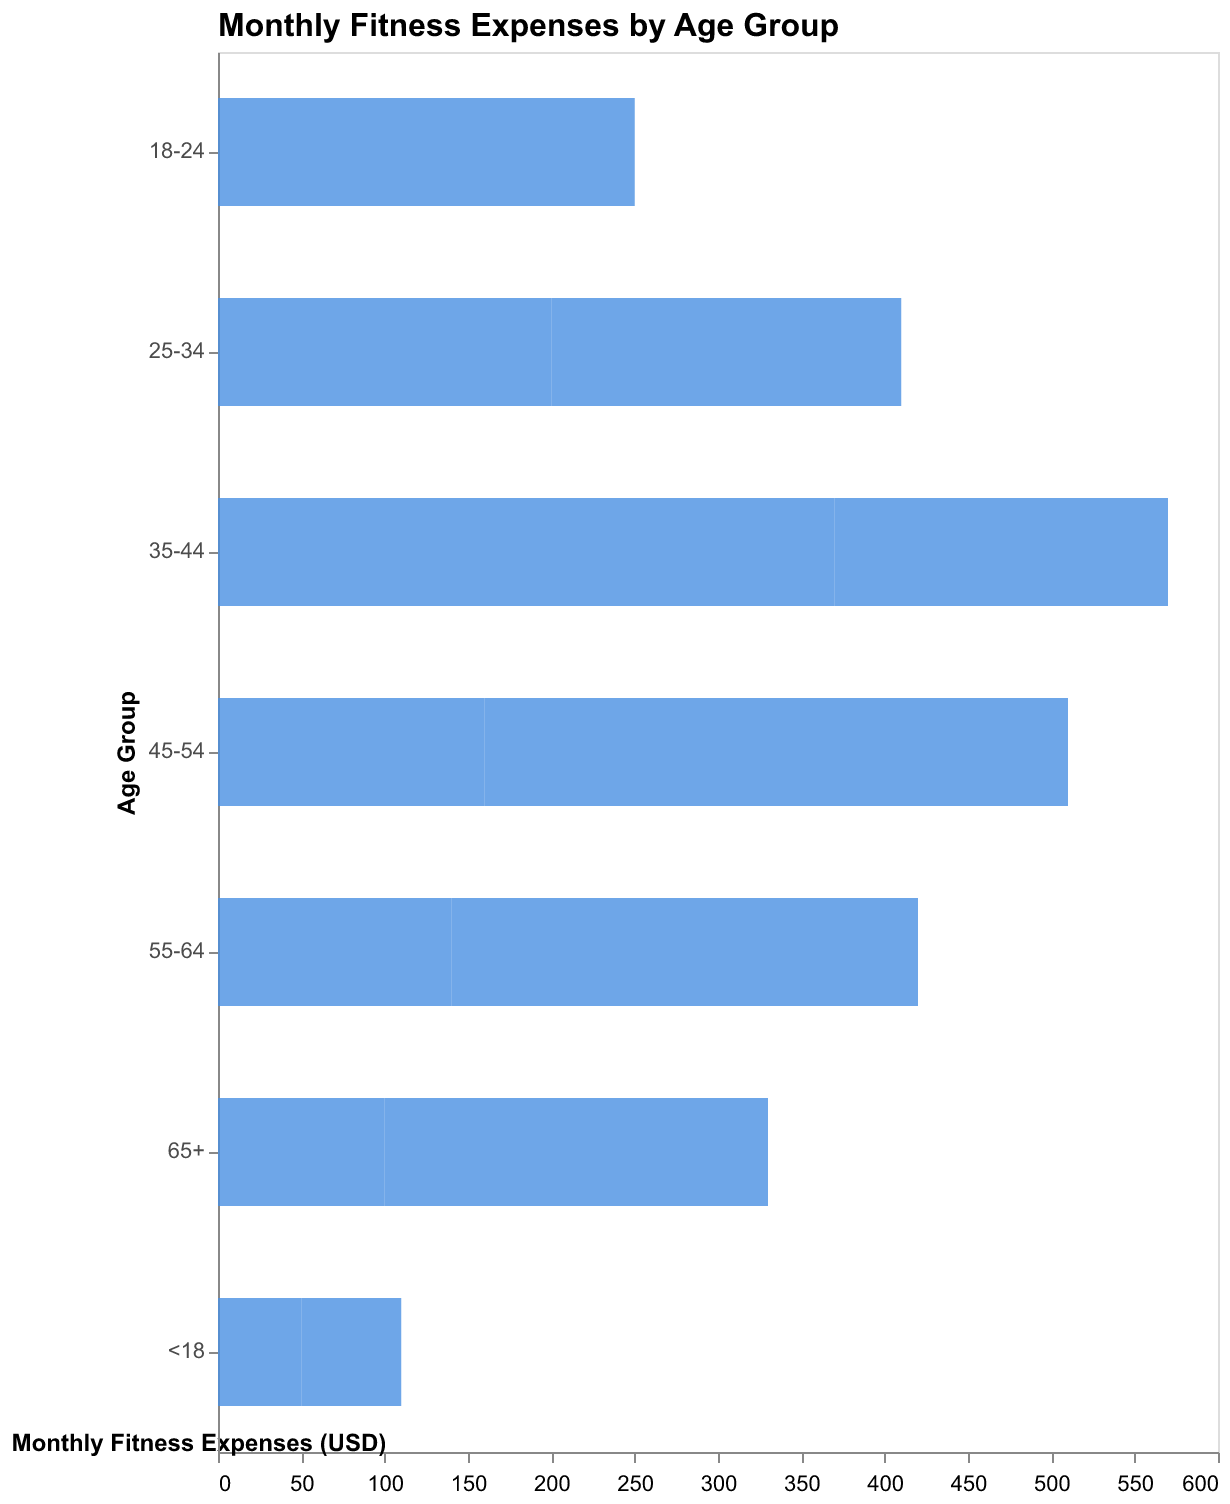 Monthly Fitness Expenses by Age Group
18-24
25-34
35-44
45-54
55-64
65+
<18
Age Group
Monthly Fitness Expenses (USD)
0 50 100 150 200 250 300 350 400 450 500 550 600